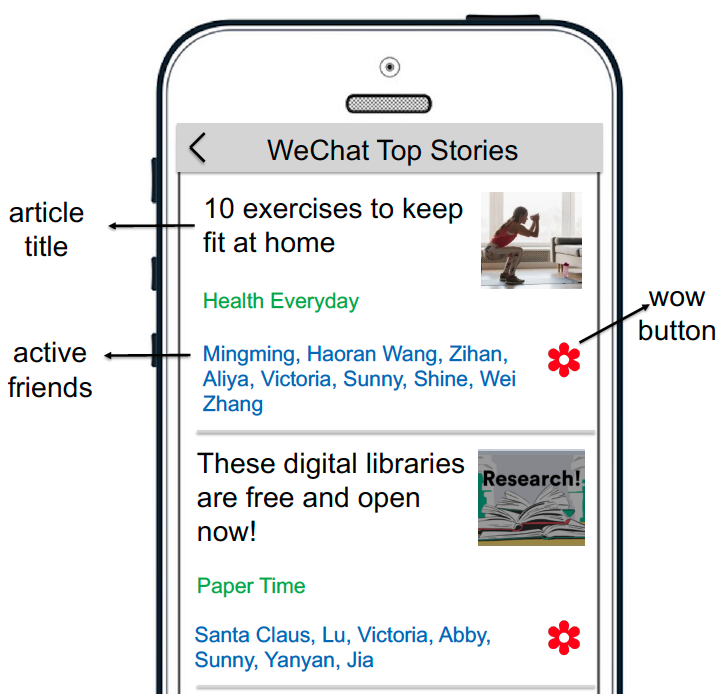 WeChat Top Stories
article
title
10 exercises to keep
fit at home
Health Everyday
wow
button
active
friends
Mingming, Haoran Wang, Zihan,
Aliya, Victoria, Sunny, Shine, Wei
Zhang
These digital libraries
are free and open
now!
Research!
Paper Time
Santa Claus, Lu, Victoria, Abby,
Sunny, Yanyan, Jia